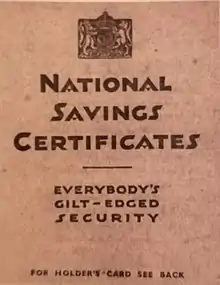 NATIONAL
SAVINGS
CERTIFICATES
EVERYBODY'S
GILT-EDGED
SECURITY
FOR HOLDER'S CARD SEE BACK